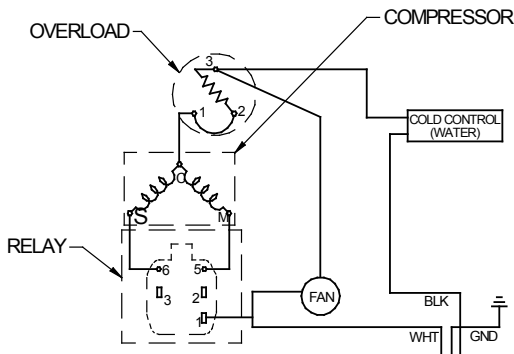 COMPRESSOR
OVERLOAD
3
1
2
COLD CONTROL
(WATER)
C
S
M
RELAY
6
5
3
2
1
FAN
BLK
WHT
GND